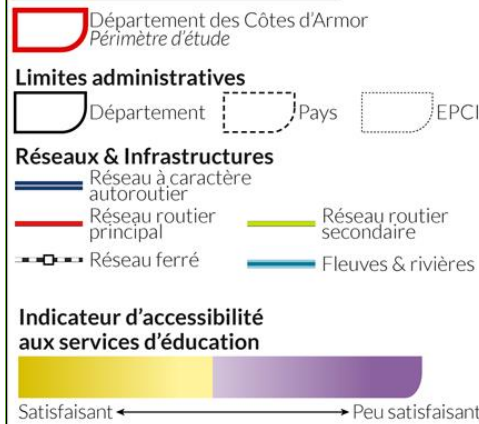 Département des Côtes d’Armor
Périmètre d’étude
Limites administratives
Département
Pays
EPCI
Réseaux & Infrastructures
Réseau à caractère
autoroutier
Réseau routier
principal
Réseau routier
secondaire
Réseau ferré
Fleuves & rivières
Indicateur d’accessibilité
aux services d’éducation
Satisfaisant
Peu satisfaisant